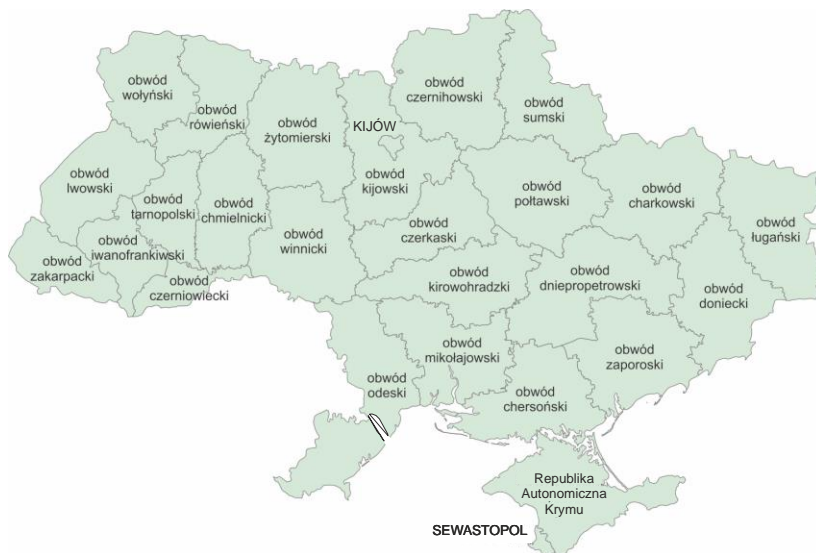 obwód
wołyński
obwód
rówieński
obwód
żytomierski
KIJÓW
obwód
kijowski
obwód
czernihowski
obwód
sumski
obwód
lwowski
obwód
tarnopolski
obwód
chmielnicki
obwód
winnicki
obwód
czerkaski
obwód
połtawski
obwód
charkowski
obwód
ługański
obwód
zakarpacki
obwód
iwanofrankiwski
obwód
czerniowiecki
obwód
kirowohradzki
obwód
dniepropetrowski
obwód
doniecki
obwód
odeski
obwód
mikołajowski
obwód
chersoński
obwód
zaporoski
Republika
Autonomiczna
Krymu
SEWASTOPOL